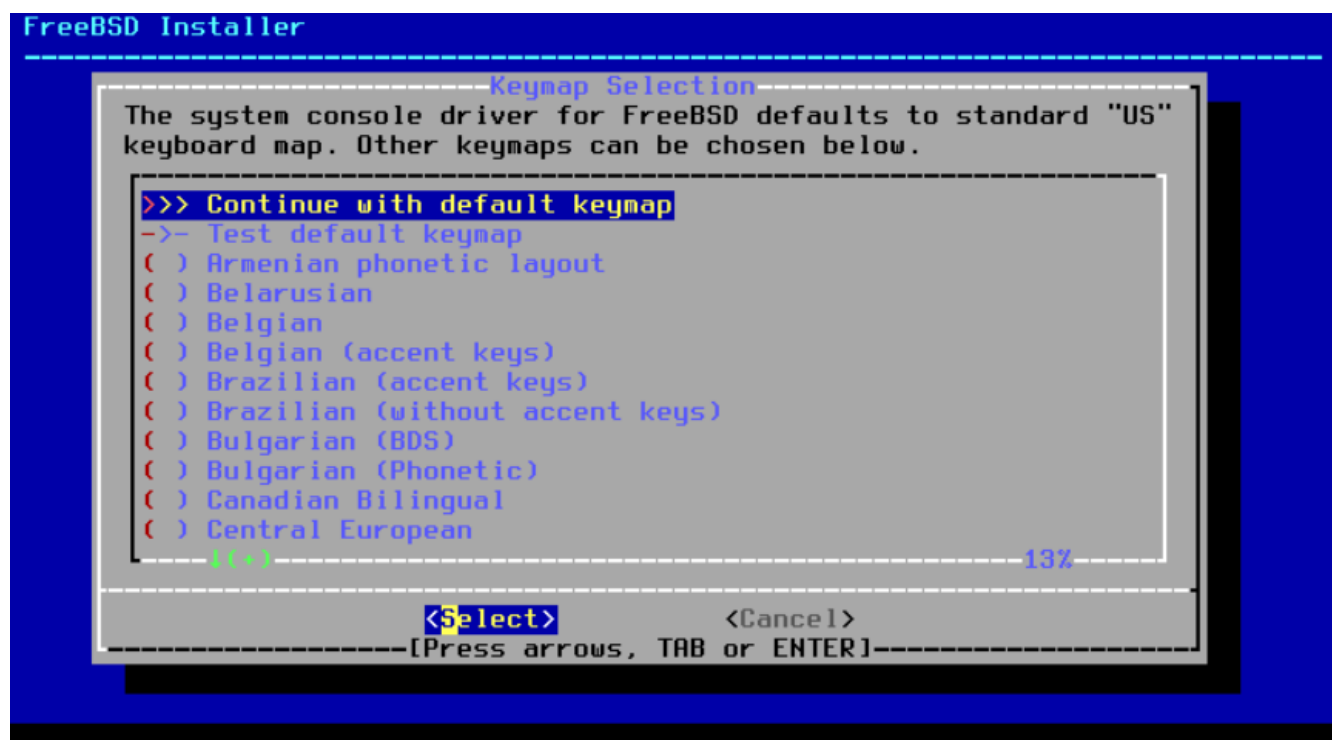 FreeBSD Installer
Keymap Selection
The system console driver for FreeBSD defaults to standard "US"
keyboard map. Other keymaps can be chosen below.
>>> Continue with default keymap
->- Test default keymap
( ) Armenian phonetic layout
( ) Belarusian
( ) Belgian
( ) Belgian (accent keys)
( ) Brazilian (accent keys)
( ) Brazilian (without accent keys)
( ) Bulgarian (BDS)
( ) Bulgarian (Phonetic)
( ) Canadian Bilingual
( ) Central European
↓(+) 13%
<Select> <Cancel>
[Press arrows, TAB or ENTER]